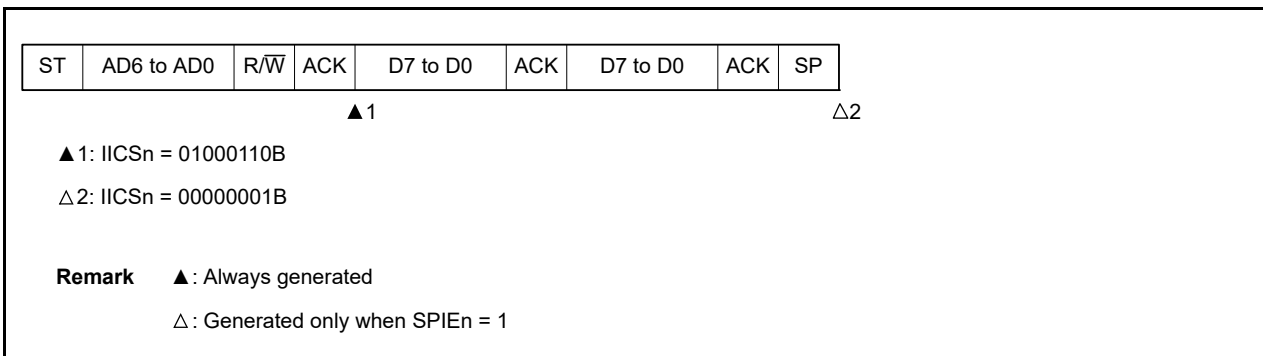 ST AD6 to AD0 R/W̅ ACK D7 to D0 ACK D7 to D0 ACK SP
▲1 △2
▲1: IICSn = 01000110B
△2: IICSn = 00000001B
Remark ▲: Always generated
△: Generated only when SPIEn = 1